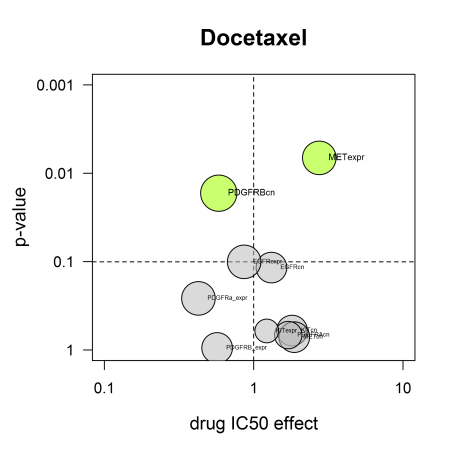 Docetaxel
p-value
0.001
0.01
0.1
1
METexpr
PDGFRBcn
EGFRexpr
EGFRcn
PDGFRa_expr
PDGFRB_expr
0.1
1
10
drug IC50 effect